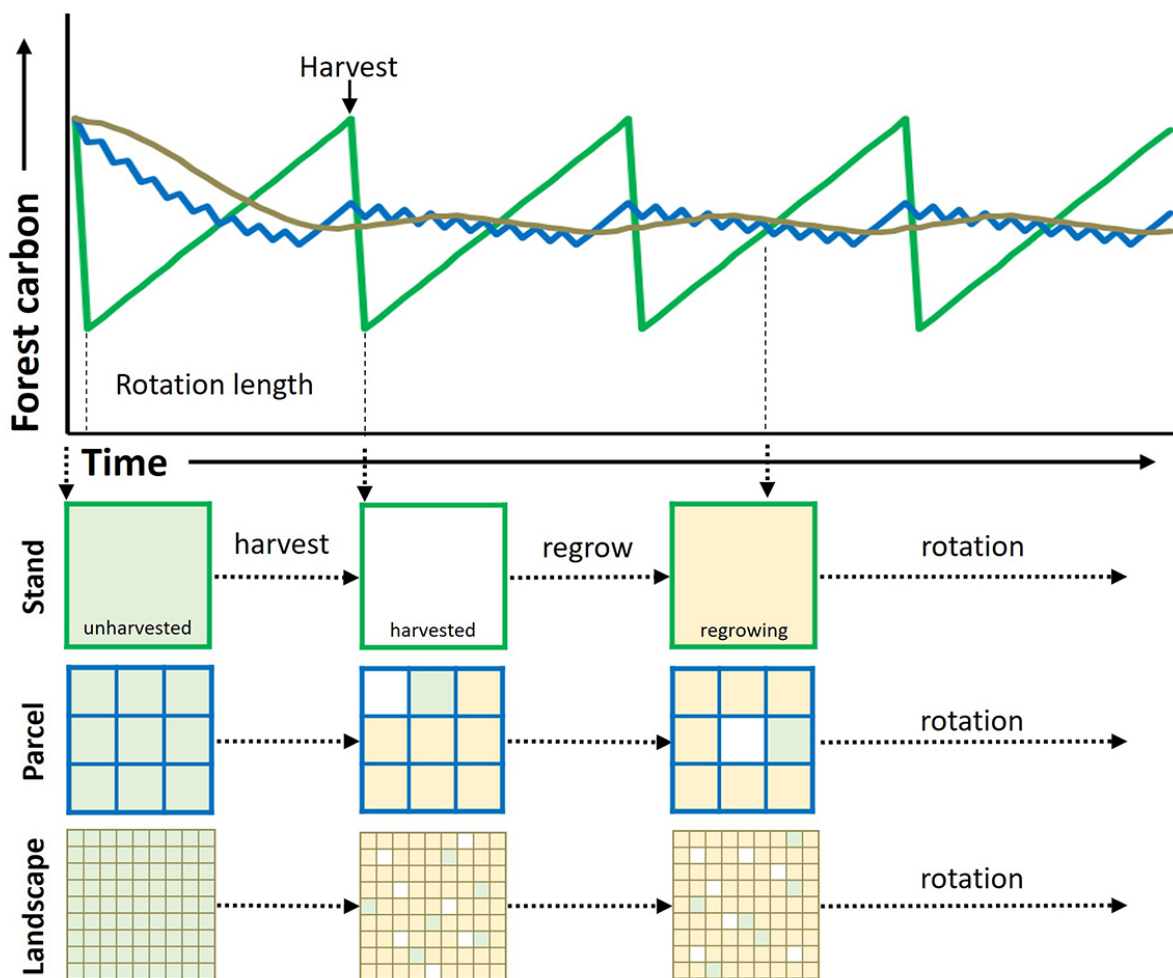 Harvest
Forest carbon
Rotation length
Time
Stand
unharvested
harvest
harvested
regrow
regrowing
rotation
Parcel
rotation
Landscape
rotation